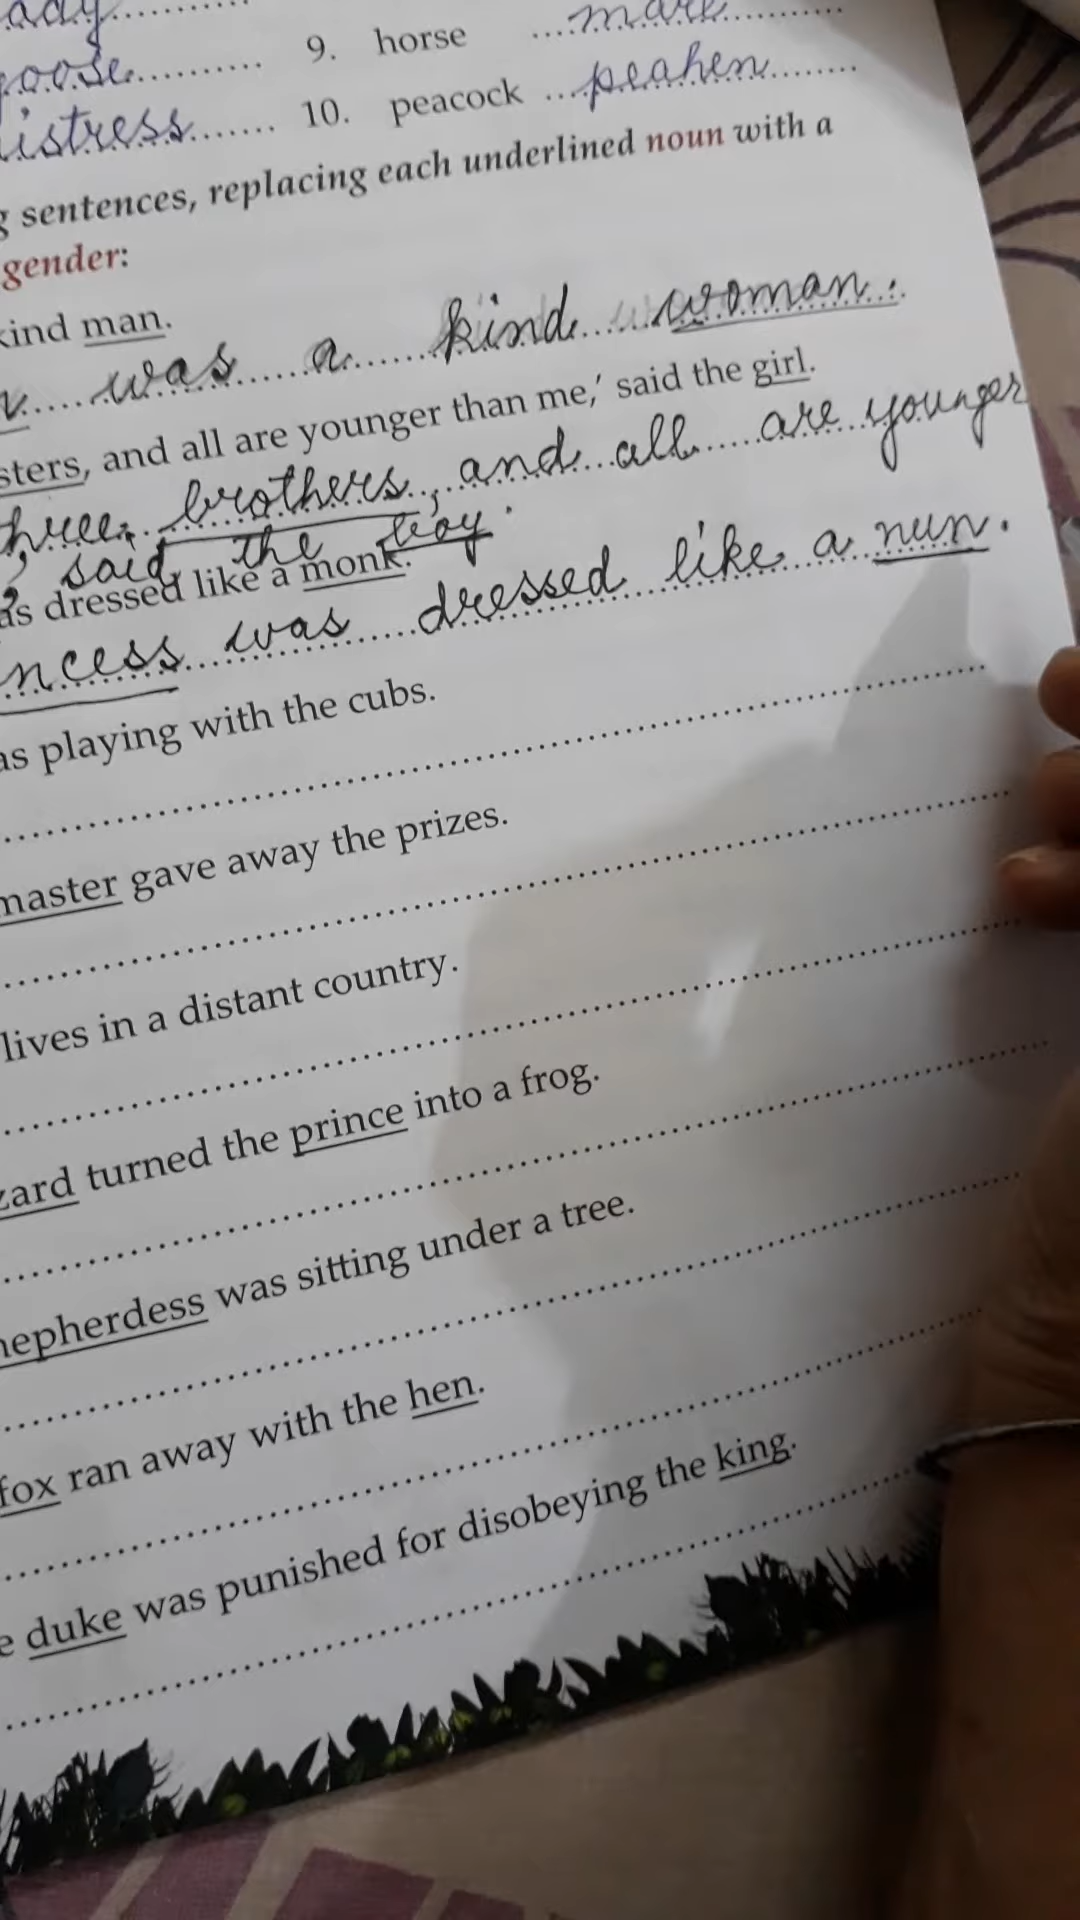 ady
goose 9. horse mare
istress 10. peacock peahen
g sentences, replacing each underlined noun with a
gender:
kind man.
was a kind woman.
sters, and all are younger than me,' said the girl.
hree brothers, and all are younger
said the boy.
as dressed like a monk.
ncess was dressed like a nun.
as playing with the cubs.
master gave away the prizes.
lives in a distant country.
zard turned the prince into a frog.
hepherdess was sitting under a tree.
fox ran away with the hen.
e duke was punished for disobeying the king.